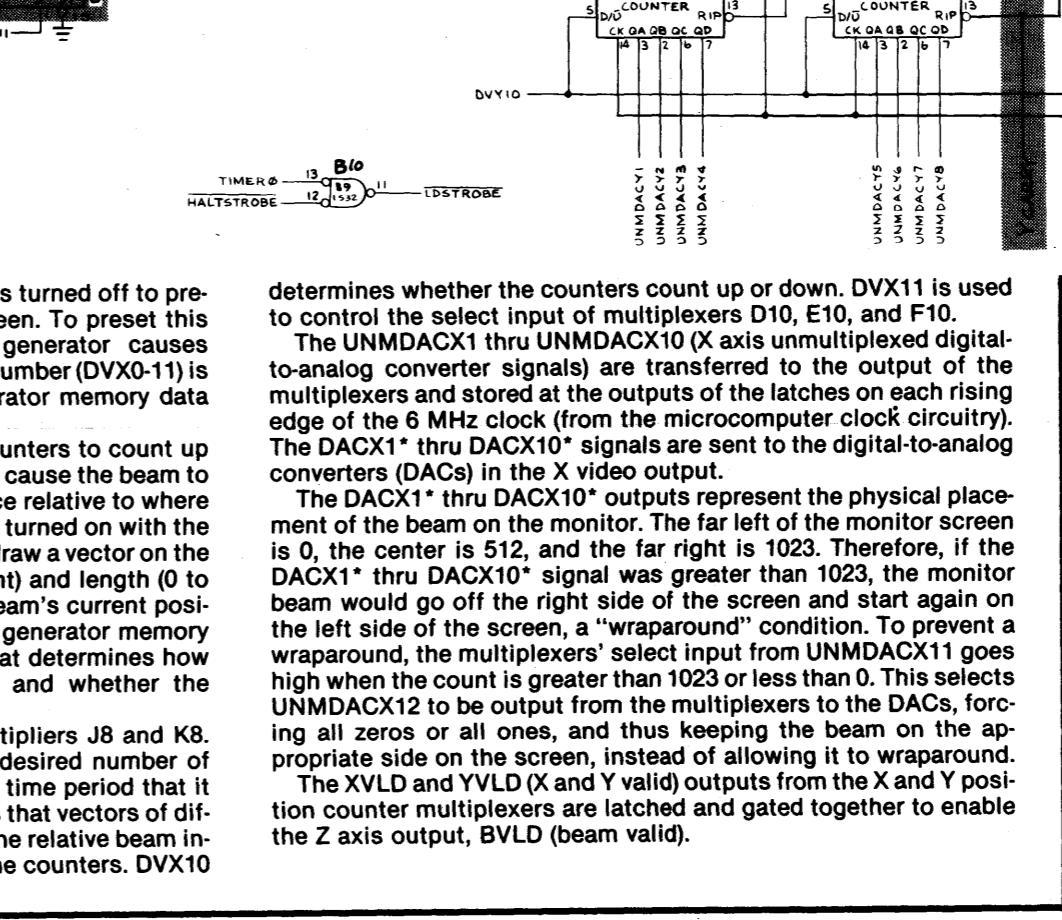 COUNTER
5 D/Ū RIP 13
CK QA QB QC QD
14 3 2 6 7
COUNTER
5 D/Ū RIP 13
CK QA QB QC QD
14 3 2 6 7
DVY10
UNMDACY1
UNMDACY2
UNMDACY3
UNMDACY4
UNMDACY5
UNMDACY6
UNMDACY7
UNMDACY8
B10
TIMERØ 13
HALTSTROBE 12
B9
LS32
11 LDSTROBE
s turned off to pre-
een. To preset this
generator causes
umber (DVX0-11) is
rator memory data
unters to count up
cause the beam to
ce relative to where
turned on with the
draw a vector on the
nt) and length (0 to
eam's current posi-
generator memory
at determines how
and whether the
tipliers J8 and K8.
desired number of
time period that it
that vectors of dif-
he relative beam in-
e counters. DVX10
determines whether the counters count up or down. DVX11 is used
to control the select input of multiplexers D10, E10, and F10.
The UNMDACX1 thru UNMDACX10 (X axis unmultiplexed digital-
to-analog converter signals) are transferred to the output of the
multiplexers and stored at the outputs of the latches on each rising
edge of the 6 MHz clock (from the microcomputer clock circuitry).
The DACX1* thru DACX10* signals are sent to the digital-to-analog
converters (DACs) in the X video output.
The DACX1* thru DACX10* outputs represent the physical place-
ment of the beam on the monitor. The far left of the monitor screen
is 0, the center is 512, and the far right is 1023. Therefore, if the
DACX1* thru DACX10* signal was greater than 1023, the monitor
beam would go off the right side of the screen and start again on
the left side of the screen, a "wraparound" condition. To prevent a
wraparound, the multiplexers' select input from UNMDACX11 goes
high when the count is greater than 1023 or less than 0. This selects
UNMDACX12 to be output from the multiplexers to the DACs, forc-
ing all zeros or all ones, and thus keeping the beam on the ap-
propriate side on the screen, instead of allowing it to wraparound.
The XVLD and YVLD (X and Y valid) outputs from the X and Y posi-
tion counter multiplexers are latched and gated together to enable
the Z axis output, BVLD (beam valid).